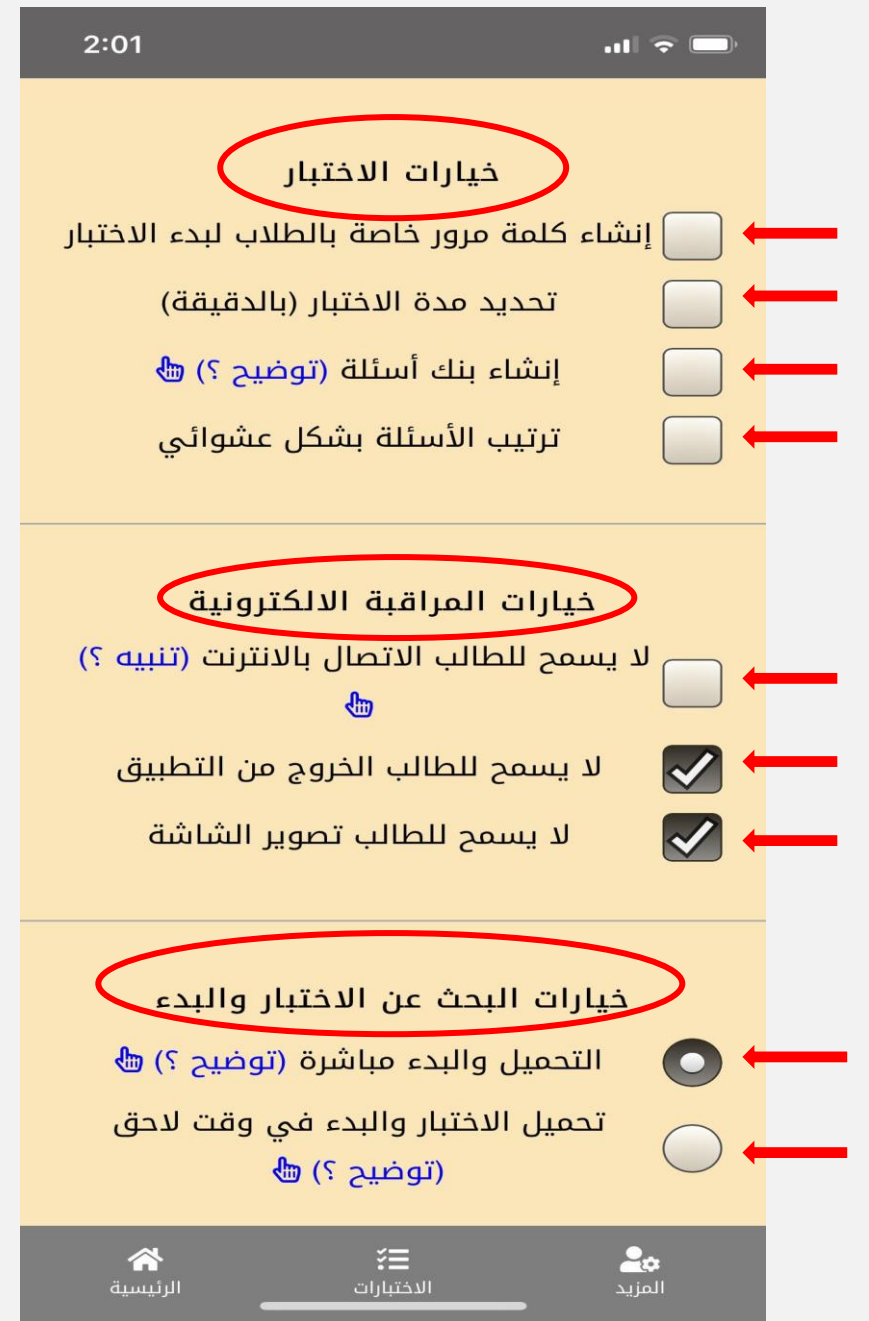 2:01
خيارات الاختبار
إنشاء كلمة مرور خاصة بالطلاب لبدء الاختبار
تحديد مدة الاختبار (بالدقيقة)
إنشاء بنك أسئلة (توضيح ؟)
ترتيب الأسئلة بشكل عشوائي
خيارات المراقبة الالكترونية
لا يسمح للطالب الاتصال بالانترنت (تنبيه ؟)
لا يسمح للطالب الخروج من التطبيق
لا يسمح للطالب تصوير الشاشة
خيارات البحث عن الاختبار والبدء
التحميل والبدء مباشرة (توضيح ؟)
تحميل الاختبار والبدء في وقت لاحق
(توضيح ؟)
المزيد الاختبارات الرئيسية